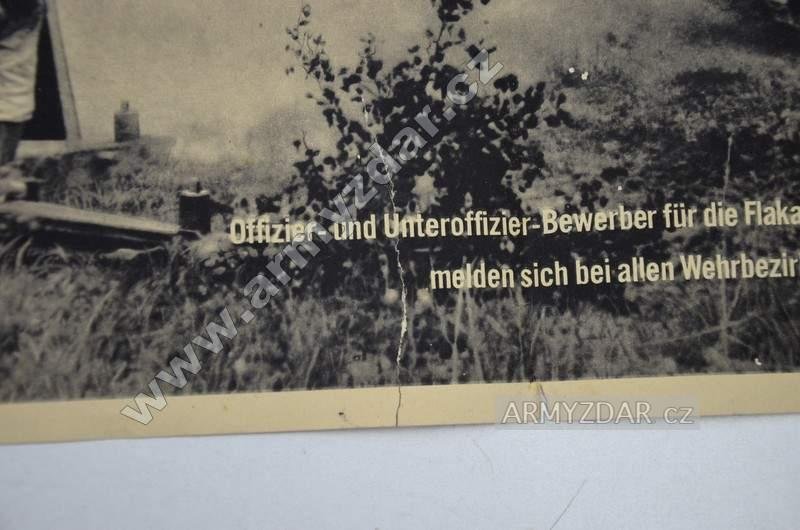 Offizier- und Unteroffizier-Bewerber für die Flaka
melden sich bei allen Wehrbezir
www.armyzdar.cz
ARMYZDAR.cz